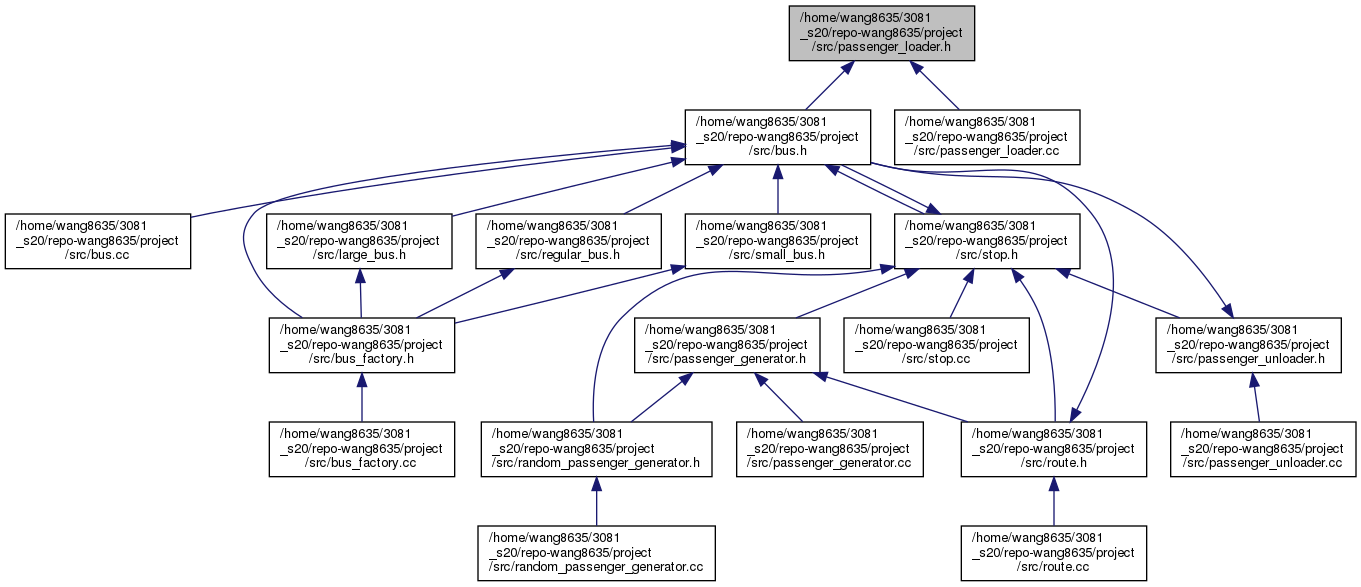 /home/wang8635/3081
_s20/repo-wang8635/project
/src/passenger_loader.h
/home/wang8635/3081
_s20/repo-wang8635/project
/src/bus.h
/home/wang8635/3081
_s20/repo-wang8635/project
/src/passenger_loader.cc
/home/wang8635/3081
_s20/repo-wang8635/project
/src/bus.cc
/home/wang8635/3081
_s20/repo-wang8635/project
/src/large_bus.h
/home/wang8635/3081
_s20/repo-wang8635/project
/src/regular_bus.h
/home/wang8635/3081
_s20/repo-wang8635/project
/src/small_bus.h
/home/wang8635/3081
_s20/repo-wang8635/project
/src/stop.h
/home/wang8635/3081
_s20/repo-wang8635/project
/src/bus_factory.h
/home/wang8635/3081
_s20/repo-wang8635/project
/src/passenger_generator.h
/home/wang8635/3081
_s20/repo-wang8635/project
/src/stop.cc
/home/wang8635/3081
_s20/repo-wang8635/project
/src/passenger_unloader.h
/home/wang8635/3081
_s20/repo-wang8635/project
/src/bus_factory.cc
/home/wang8635/3081
_s20/repo-wang8635/project
/src/random_passenger_generator.h
/home/wang8635/3081
_s20/repo-wang8635/project
/src/passenger_generator.cc
/home/wang8635/3081
_s20/repo-wang8635/project
/src/route.h
/home/wang8635/3081
_s20/repo-wang8635/project
/src/passenger_unloader.cc
/home/wang8635/3081
_s20/repo-wang8635/project
/src/random_passenger_generator.cc
/home/wang8635/3081
_s20/repo-wang8635/project
/src/route.cc